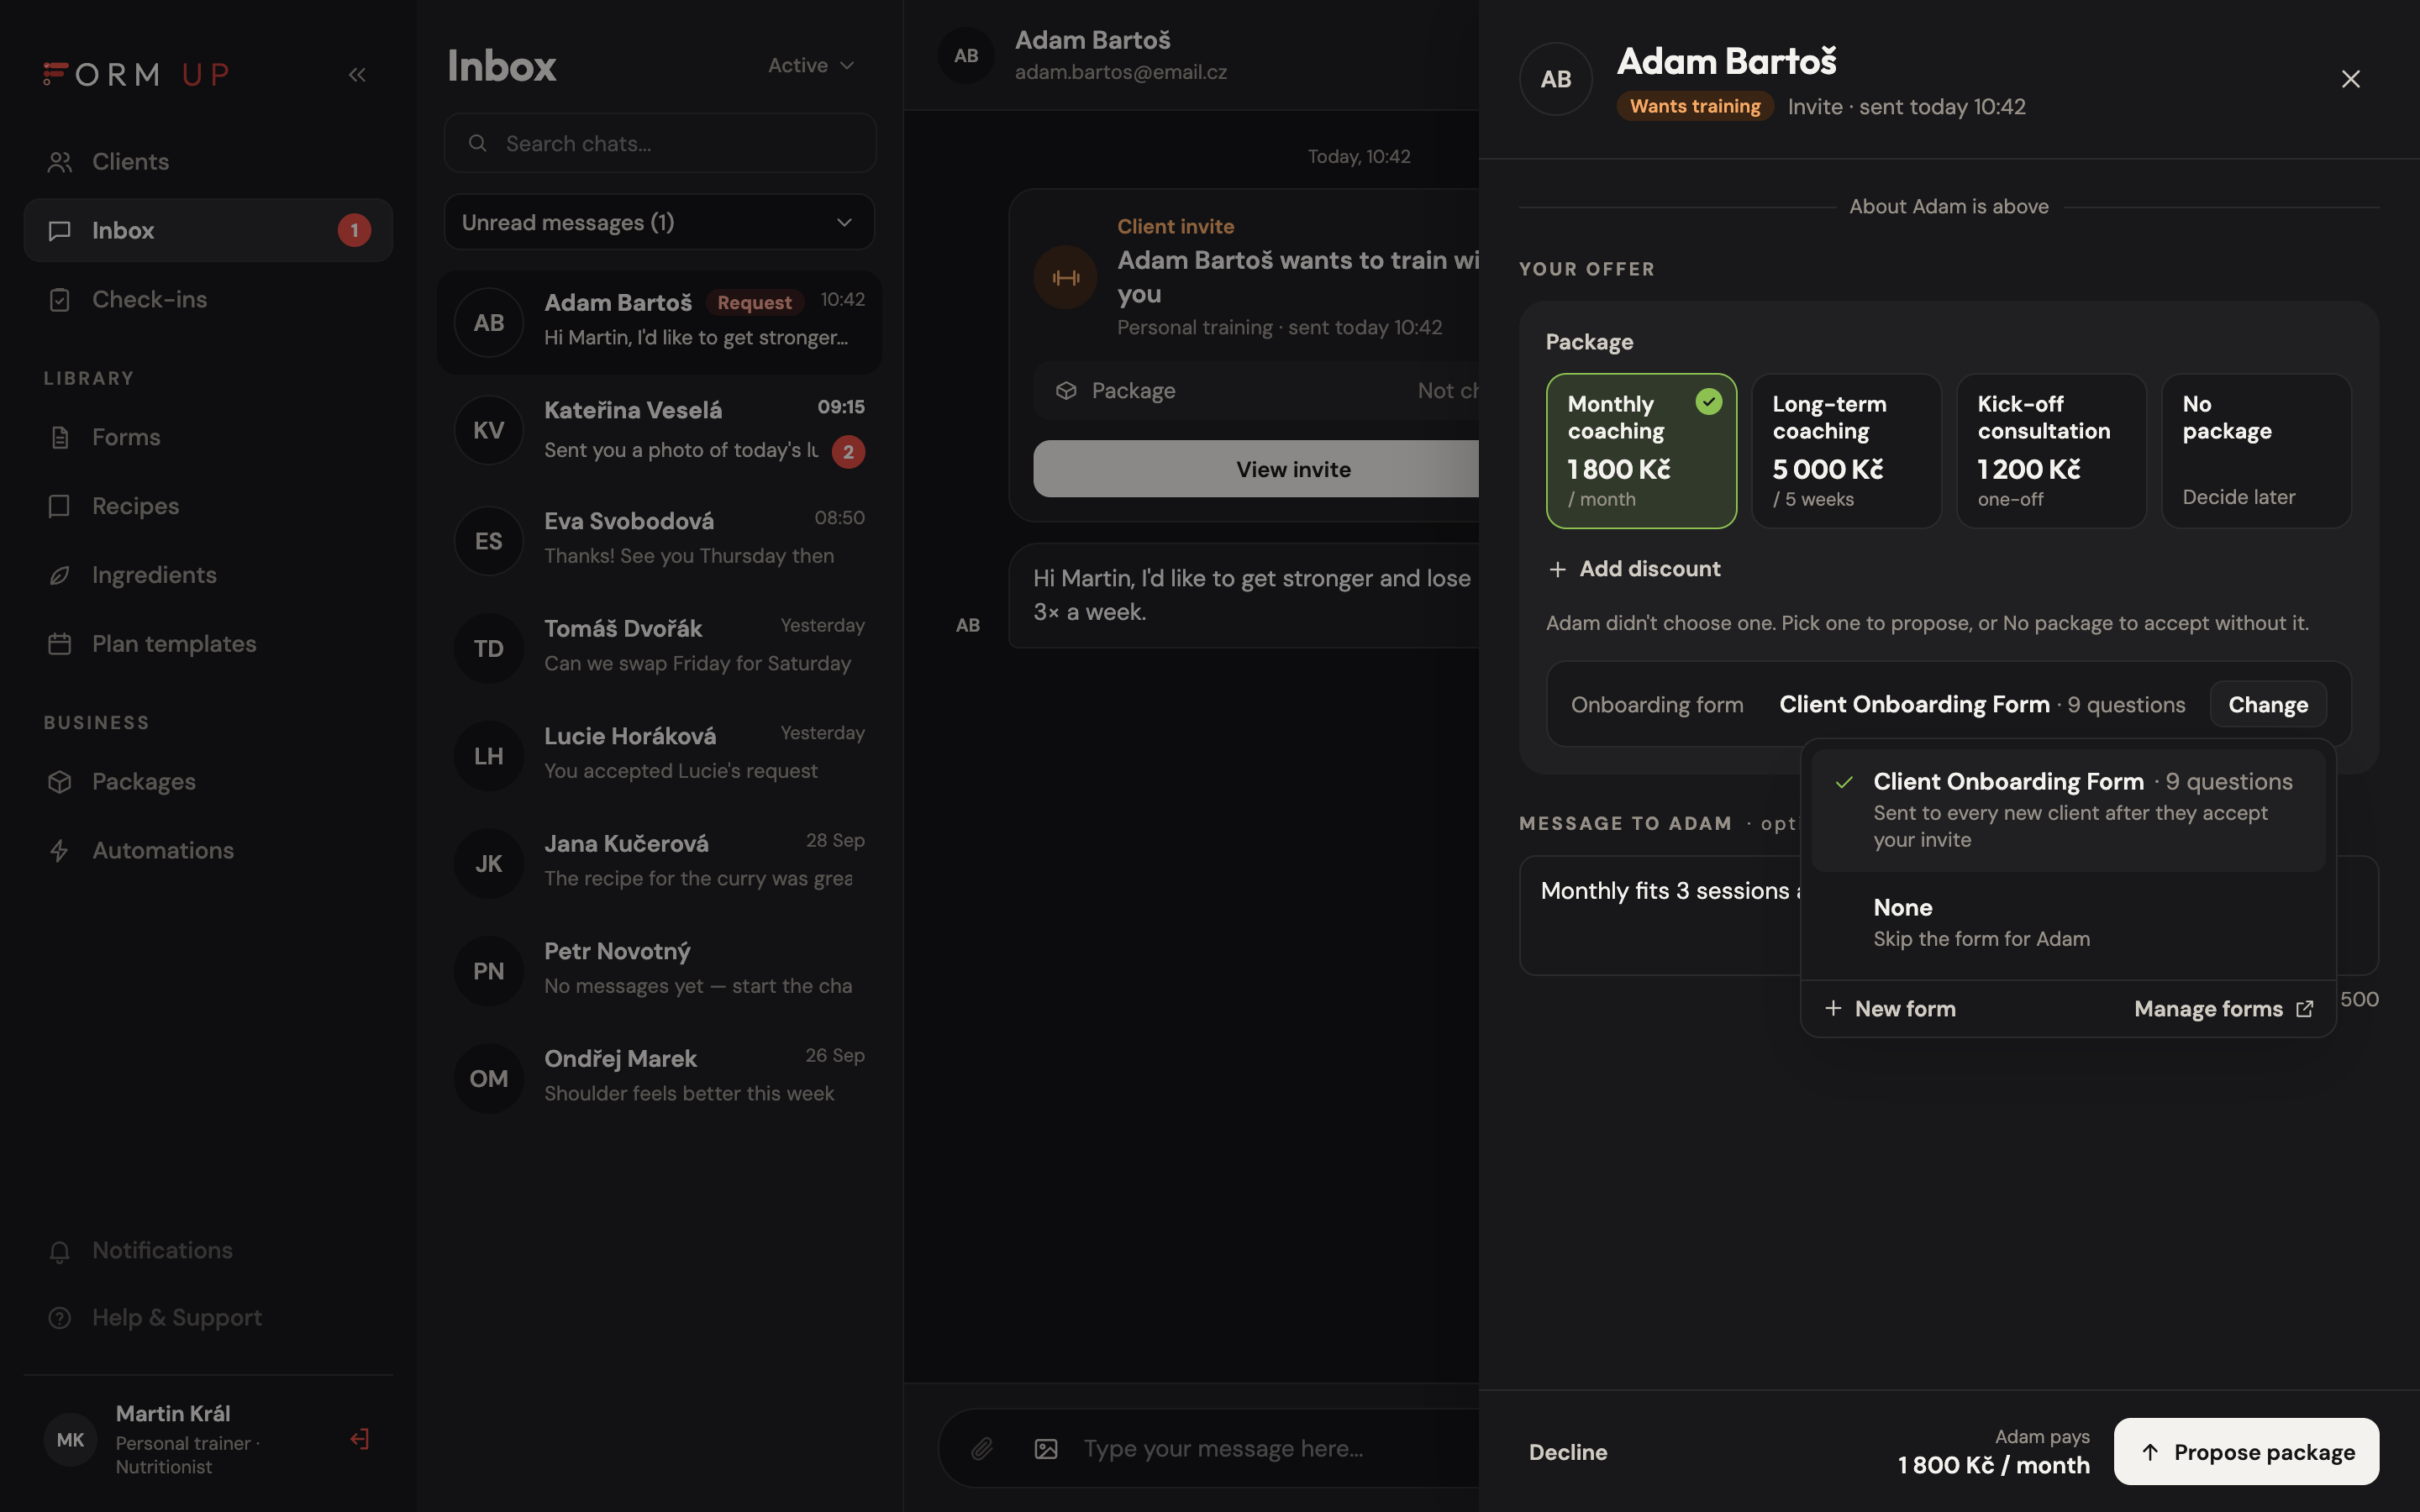 FORM UP
Clients
Inbox
1
Check-ins
LIBRARY
Forms
Recipes
Ingredients
Plan templates
BUSINESS
Packages
Automations
Notifications
Help & Support
MK
Martin Král
Personal trainer ·
Nutritionist
Inbox
Active
Search chats...
Unread messages (1)
AB
Adam Bartoš
Request
10:42
Hi Martin, I'd like to get stronger...
KV
Kateřina Veselá
09:15
Sent you a photo of today's lu
2
ES
Eva Svobodová
08:50
Thanks! See you Thursday then
TD
Tomáš Dvořák
Yesterday
Can we swap Friday for Saturday
LH
Lucie Horáková
Yesterday
You accepted Lucie's request
JK
Jana Kučerová
28 Sep
The recipe for the curry was grea
PN
Petr Novotný
No messages yet — start the cha
OM
Ondřej Marek
26 Sep
Shoulder feels better this week
AB
Adam Bartoš
adam.bartos@email.cz
Today, 10:42
Client invite
Adam Bartoš wants to train wi
you
Personal training · sent today 10:42
Package
Not ch
View invite
Hi Martin, I'd like to get stronger and lose
3× a week.
AB
Type your message here...
AB
Adam Bartoš
Wants training
Invite · sent today 10:42
About Adam is above
YOUR OFFER
Package
Monthly
coaching
1 800 Kč
/ month
Long-term
coaching
5 000 Kč
/ 5 weeks
Kick-off
consultation
1 200 Kč
one-off
No
package
Decide later
+ Add discount
Adam didn't choose one. Pick one to propose, or No package to accept without it.
Onboarding form
Client Onboarding Form · 9 questions
Change
Client Onboarding Form · 9 questions
Sent to every new client after they accept
your invite
None
Skip the form for Adam
+ New form
Manage forms
MESSAGE TO ADAM · opti
Monthly fits 3 sessions a
500
Decline
Adam pays
1 800 Kč / month
Propose package